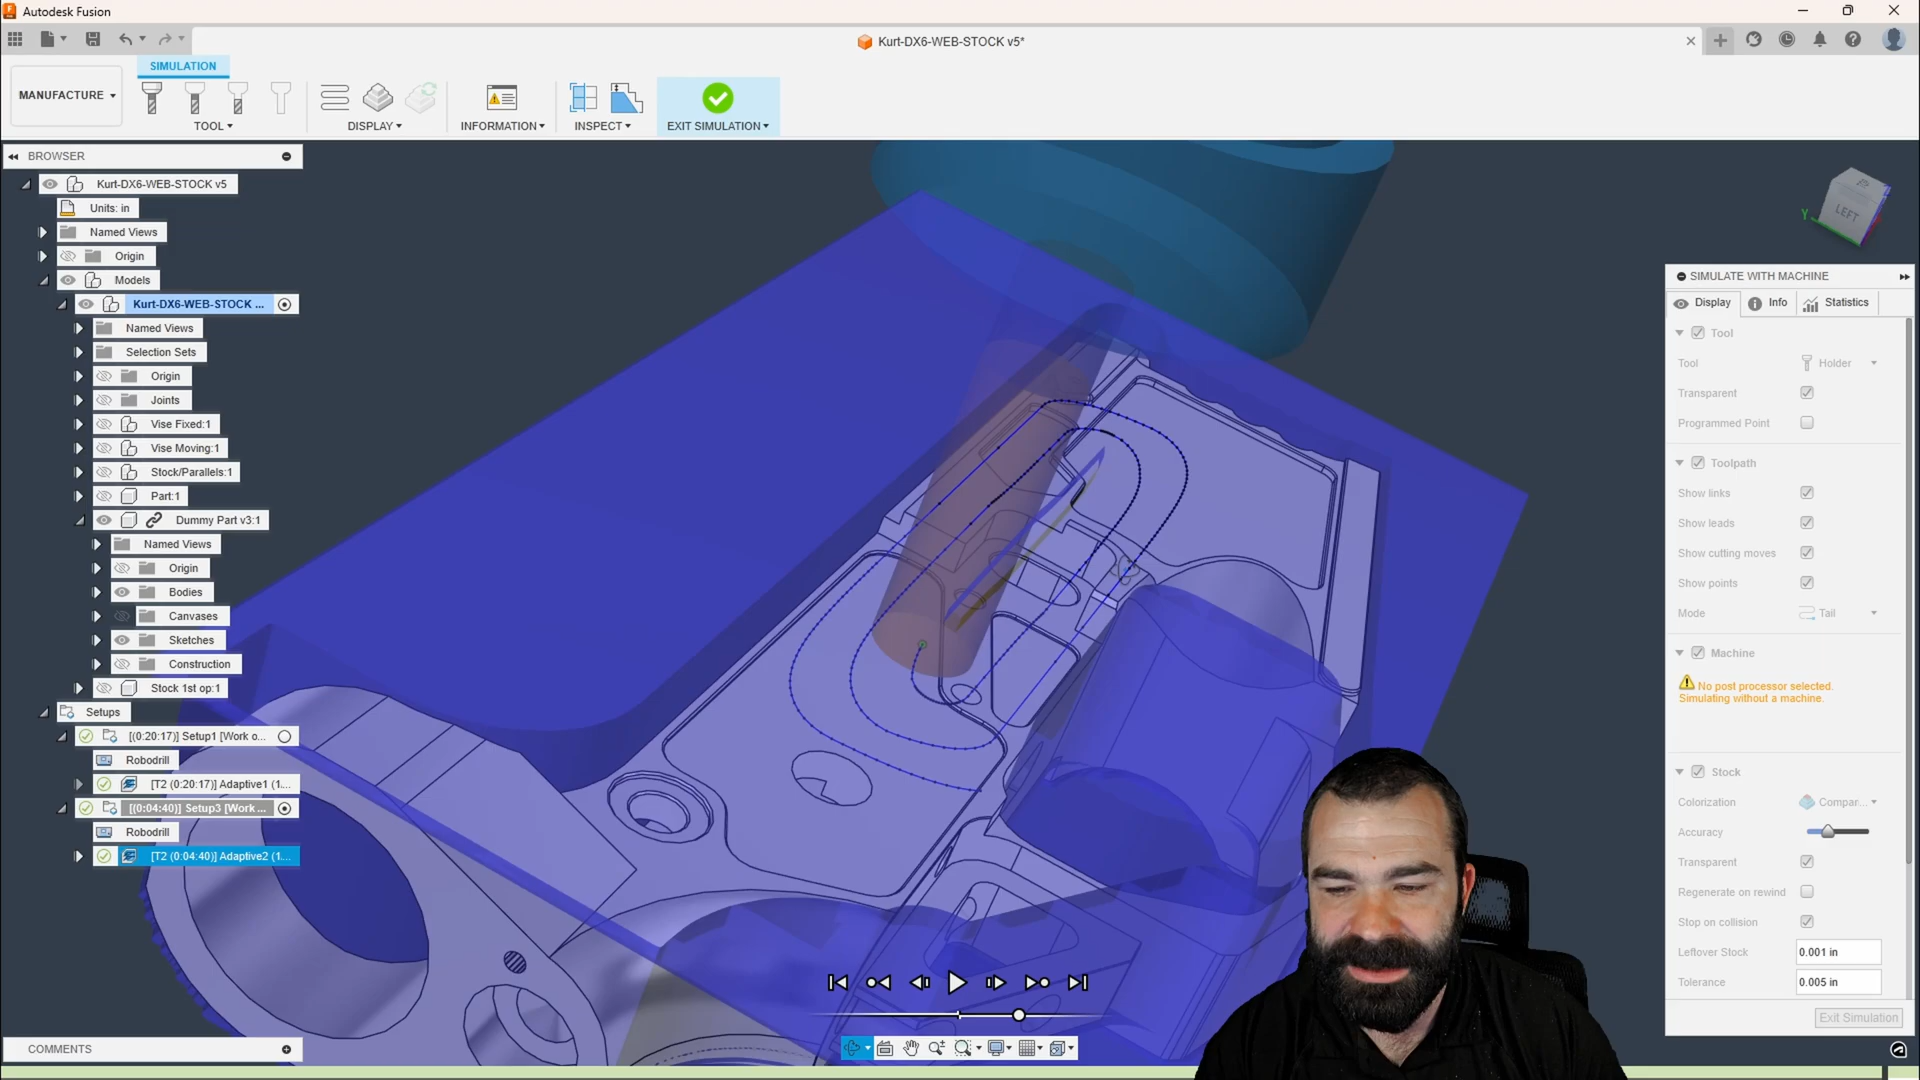 Autodesk Fusion
Kurt-DX6-WEB-STOCK v5*
MANUFACTURE
SIMULATION
TOOL
DISPLAY
INFORMATION
INSPECT
EXIT SIMULATION
BROWSER
Kurt-DX6-WEB-STOCK v5
Units: in
Named Views
Origin
Models
Kurt-DX6-WEB-STOCK ...
Named Views
Selection Sets
Origin
Joints
Vise Fixed:1
Vise Moving:1
Stock/Parallels:1
Part:1
Dummy Part v3:1
Named Views
Origin
Bodies
Canvases
Sketches
Construction
Stock 1st op:1
Setups
[(0:20:17)] Setup1 [Work o...
Robodrill
[T2 (0:20:17)] Adaptive1 (1...
[(0:04:40)] Setup3 [Work ...
Robodrill
[T2 (0:04:40)] Adaptive2 (1...
COMMENTS
LEFT
Y
SIMULATE WITH MACHINE
Display
Info
Statistics
Tool
Tool Holder
Transparent
Programmed Point
Toolpath
Show links
Show leads
Show cutting moves
Show points
Mode Tail
Machine
No post processor selected.
Simulating without a machine.
Stock
Colorization Compar...
Accuracy
Transparent
Regenerate on rewind
Stop on collision
Leftover Stock 0.001 in
Tolerance 0.005 in
Exit Simulation